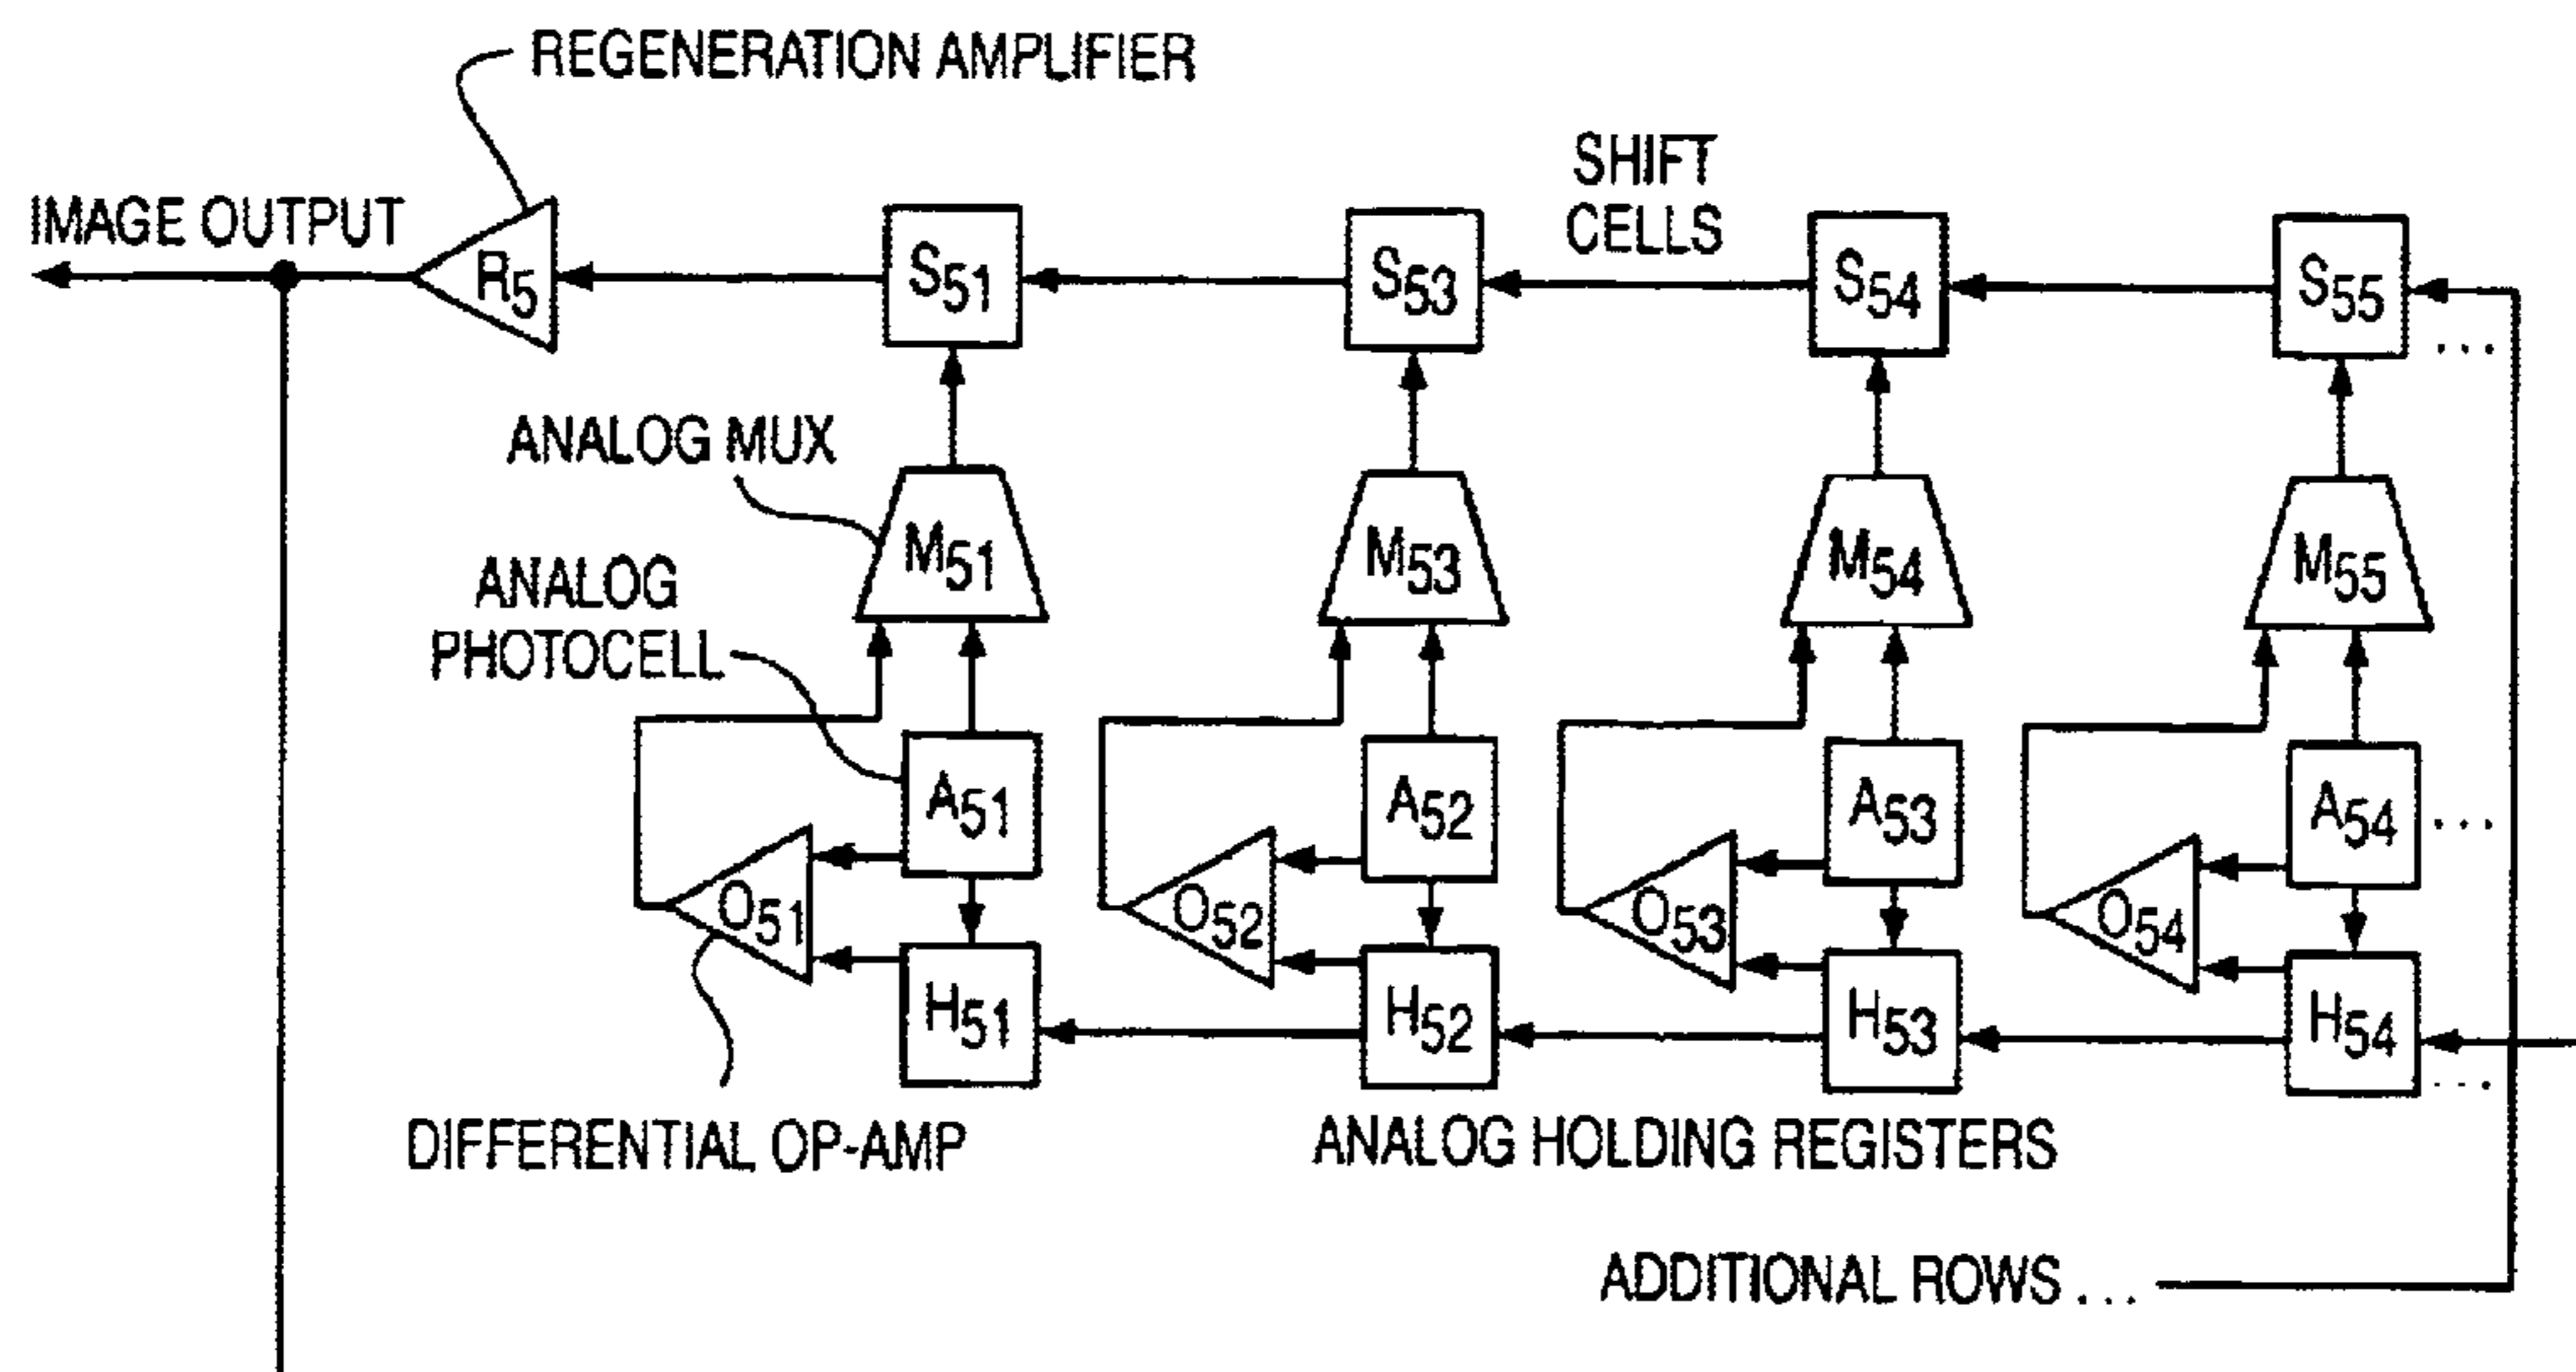 REGENERATION AMPLIFIER
IMAGE OUTPUT
SHIFT
CELLS
R5 S51 S53 S54 S55 ...
ANALOG MUX
M51 M53 M54 M55
ANALOG
PHOTOCELL
A51 A52 A53 A54 ...
O51 O52 O53 O54
H51 H52 H53 H54 ...
DIFFERENTIAL OP-AMP
ANALOG HOLDING REGISTERS
ADDITIONAL ROWS ...